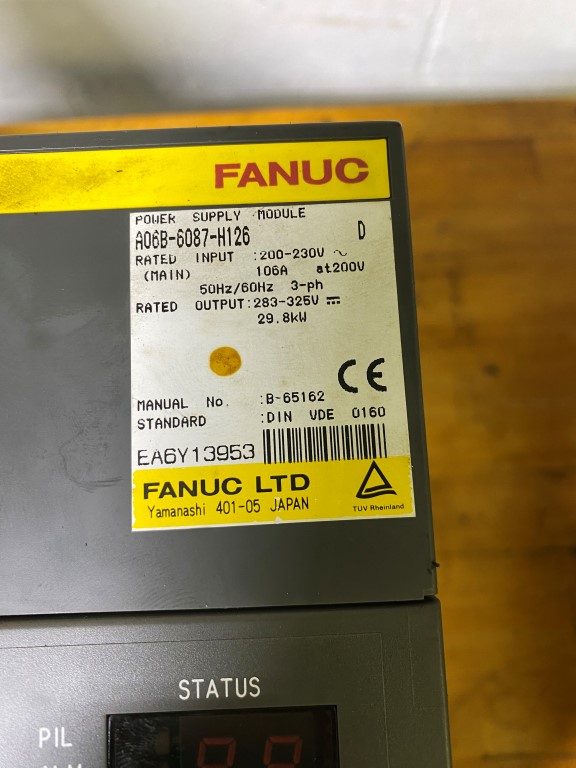 FANUC
POWER SUPPLY MODULE
A06B-6087-H126 D
RATED INPUT :200-230V ～
(MAIN) 106A at200V
50Hz/60Hz 3-ph
RATED OUTPUT:283-325V ⎓
29.8kW
CE
MANUAL No. :B-65162
STANDARD :DIN VDE 0160
EA6Y13953
FANUC LTD
Yamanashi 401-05 JAPAN
TÜV Rheinland
STATUS
PIL